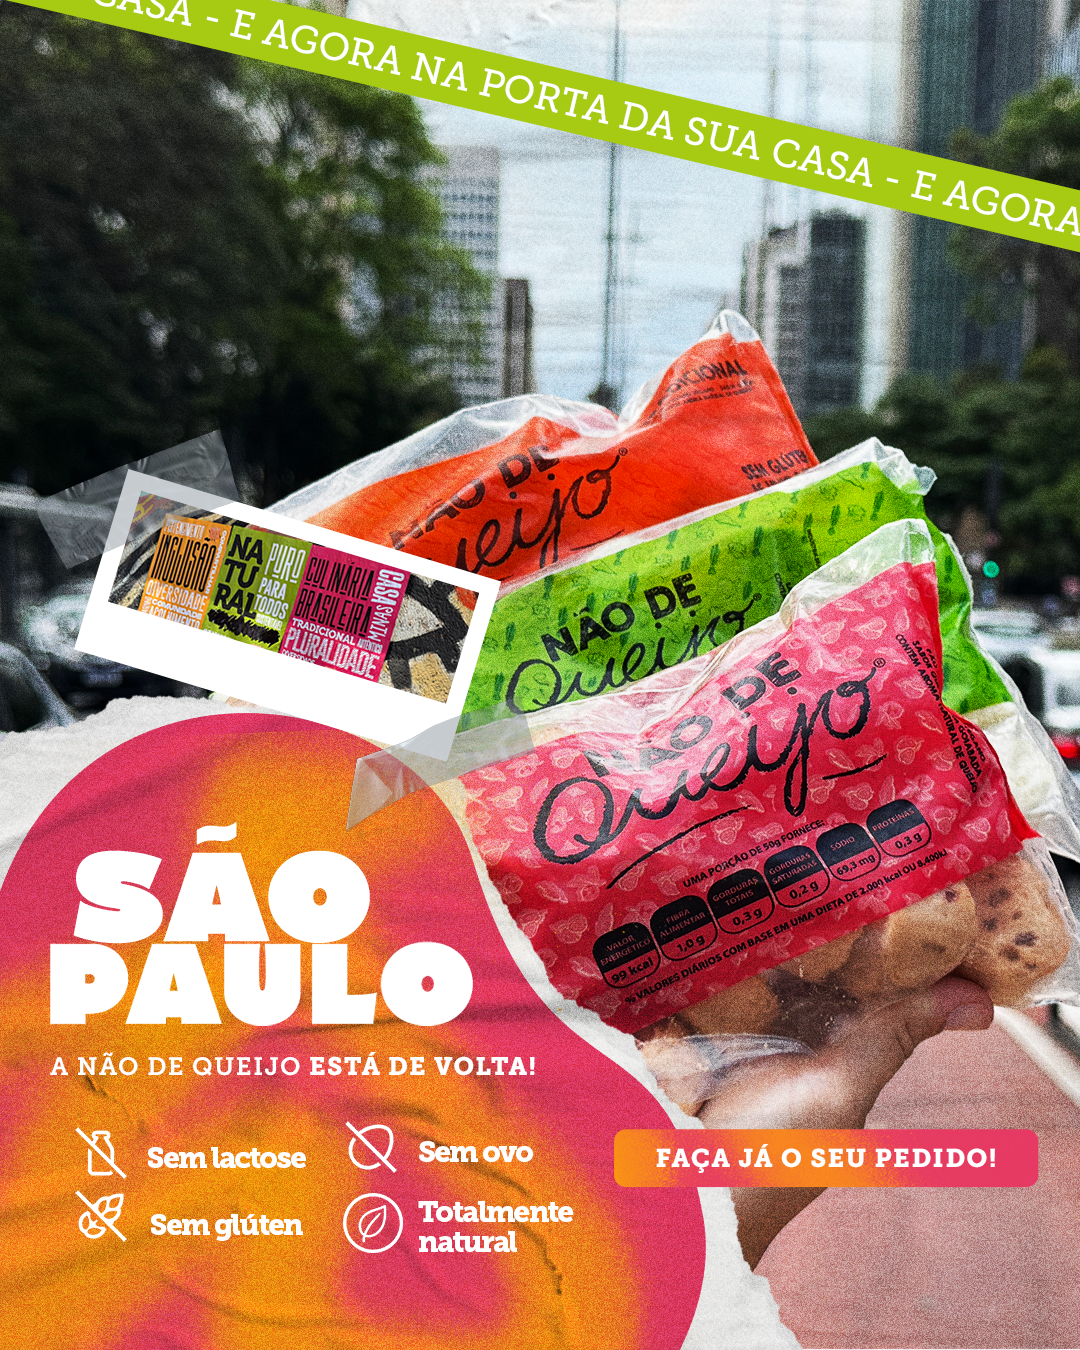 CASA - E AGORA NA PORTA DA SUA CASA - E AGORA
NÃO DE
Queijo®
SEM GLÚTEN
NÃO DE
Queijo
NÃO DE
Queijo®
UMA PORÇÃO DE 50g FORNECE:
VALOR ENERGÉTICO
99 kcal
FIBRA ALIMENTAR
1,0 g
GORDURAS TOTAIS
0,3 g
GORDURAS SATURADAS
0,2 g
SÓDIO
69,3 mg
PROTEÍNAS
0,3 g
% VALORES DIÁRIOS COM BASE EM UMA DIETA DE 2.000 kcal OU 8.400kJ
INCLUSÃO
DIVERSIDADE
COMUNIDADE
NA
TU
RAL
PURO
PARA
TODOS
CULINÁRIA
BRASILEIRA
TRADICIONAL
AUTÊNTICO
PLURALIDADE
CASA
MINAS
SÃO
PAULO
A NÃO DE QUEIJO ESTÁ DE VOLTA!
Sem lactose
Sem ovo
Sem glúten
Totalmente
natural
FAÇA JÁ O SEU PEDIDO!